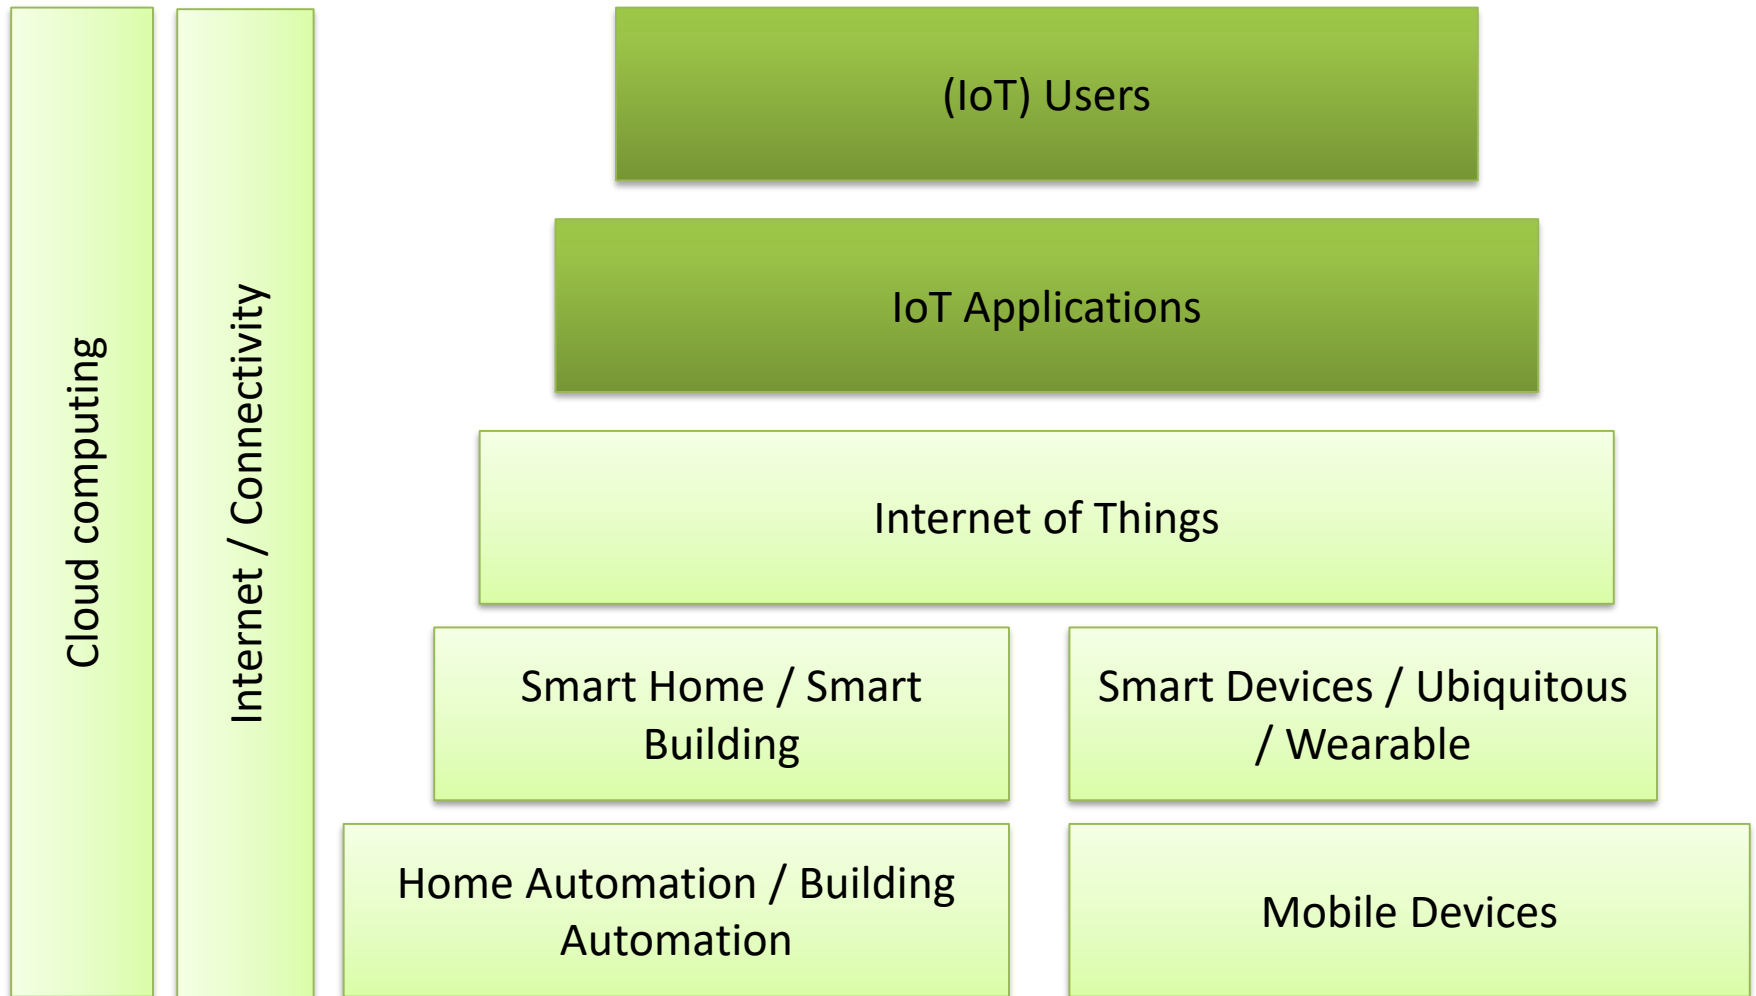 Cloud computing
Internet / Connectivity
(IoT) Users
IoT Applications
Internet of Things
Smart Home / Smart
Building
Smart Devices / Ubiquitous
/ Wearable
Home Automation / Building
Automation
Mobile Devices